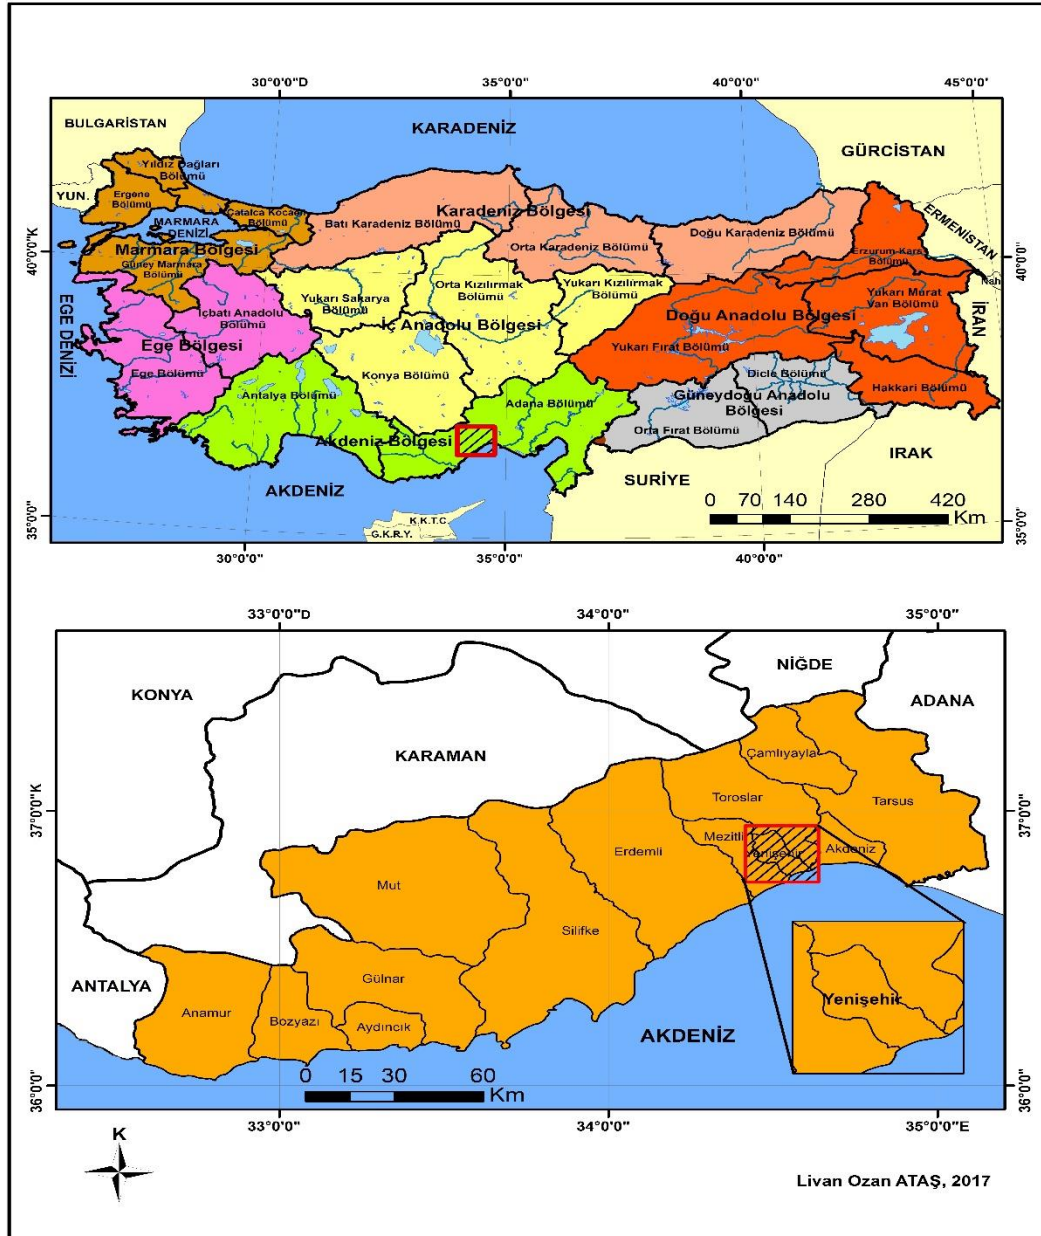 30°0'0"D
35°0'0"
40°0'0"
45°0'0"
BULGARİSTAN
KARADENİZ
GÜRCİSTAN
Yıldız Dağları
Bölümü
YUN.
Ergene
Bölümü
Çatalca Kocaeli
Bölümü
MARMARA
DENİZİ
Batı Karadeniz Bölümü
Karadeniz Bölgesi
Orta Karadeniz Bölümü
Doğu Karadeniz Bölümü
ERMENİSTAN
Erzurum Kars
Bölümü
40°0'0"K
40°0'0"
Marmara Bölgesi
Güney Marmara
Bölümü
Nah
EGE DENİZİ
İçbatı Anadolu
Bölümü
Yukarı Sakarya
Bölümü
Orta Kızılırmak
Bölümü
Yukarı Kızılırmak
Bölümü
Yukarı Murat
Van Bölümü
İRAN
İç Anadolu Bölgesi
Doğu Anadolu Bölgesi
Ege Bölgesi
Yukarı Fırat Bölümü
Ege Bölümü
Konya Bölümü
Dicle Bölümü
Hakkari Bölümü
Antalya Bölümü
Adana Bölümü
Güneydoğu Anadolu
Bölgesi
Orta Fırat Bölümü
Akdeniz Bölgesi
IRAK
SURİYE
AKDENİZ
K.K.T.C.
G.K.R.Y.
0 70 140 280 420
Km
35°0'0"
35°0'0"
30°0'0"
35°0'0"
40°0'0"
33°0'0"D
34°0'0"
35°0'0"
KONYA
NİĞDE
ADANA
KARAMAN
Çamlıyayla
Toroslar
Tarsus
37°0'0"K
37°0'0"
Mezitli
Yenişehir
Akdeniz
Erdemli
Mut
Silifke
ANTALYA
Gülnar
Anamur
Bozyazı
Aydıncık
Yenişehir
AKDENİZ
0 15 30 60
Km
36°0'0"
36°0'0"
33°0'0"
34°0'0"
35°0'0"E
K
Livan Ozan ATAŞ, 2017